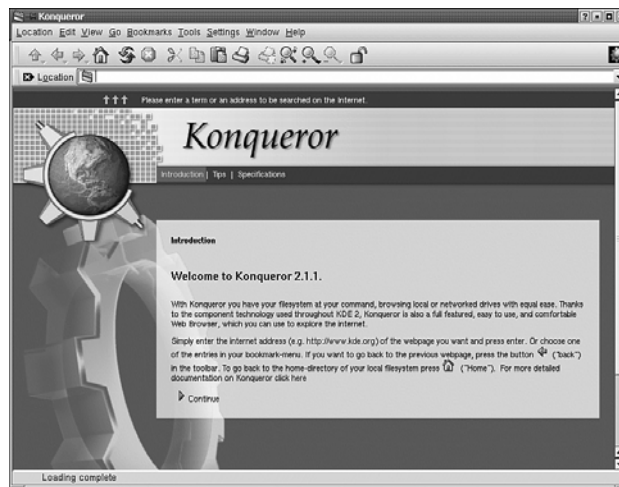 Konqueror
Location Edit View Go Bookmarks Tools Settings Window Help
Location
Please enter a term or an address to be searched on the Internet.
Konqueror
Introduction | Tips | Specifications
Introduction
Welcome to Konqueror 2.1.1.
With Konqueror you have your filesystem at your command, browsing local or networked drives with equal ease. Thanks
to the component technology used throughout KDE 2, Konqueror is also a full featured, easy to use, and comfortable
Web Browser, which you can use to explore the Internet.
Simply enter the internet address (e.g. http://www.kde.org) of the webpage you want and press enter. Or choose one
of the entries in your bookmark-menu. If you want to go back to the previous webpage, press the button ("back")
in the toolbar. To go back to the home-directory of your local filesystem press ("Home"). For more detailed
documentation on Konqueror click here
Continue
Loading complete